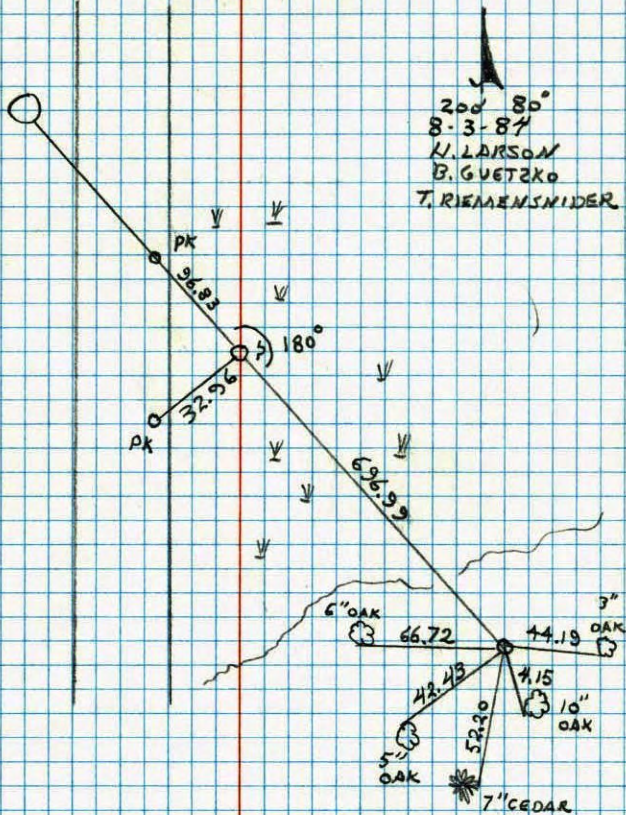 200' 80°
8-3-84
H. LARSON
B. GUETZKO
T. RIEMENSNIDER
PK
96.83
180°
32.96
PK
696.99
6" OAK
66.72
44.19
3"
OAK
42.43
4.15
10"
OAK
52.20
5"
OAK
7" CEDAR